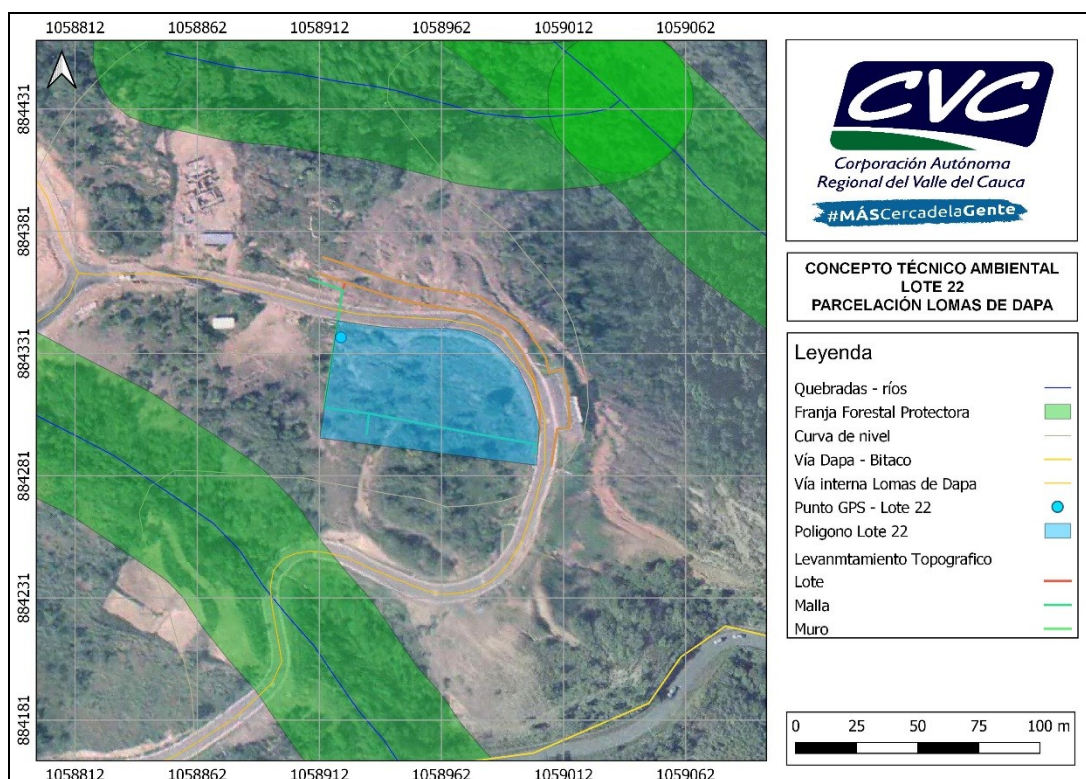 1058812 1058862 1058912 1058962 1059012 1059062
884431
884381
884331
884281
884231
884181
1058812 1058862 1058912 1058962 1059012 1059062
CVC
Corporación Autónoma
Regional del Valle del Cauca
#MÁSCercadelaGente
CONCEPTO TÉCNICO AMBIENTAL
LOTE 22
PARCELACIÓN LOMAS DE DAPA
Leyenda
Quebradas - ríos
Franja Forestal Protectora
Curva de nivel
Vía Dapa - Bitaco
Vía interna Lomas de Dapa
Punto GPS - Lote 22
Poligono Lote 22
Levanmtamiento Topografico
Lote
Malla
Muro
0 25 50 75 100 m